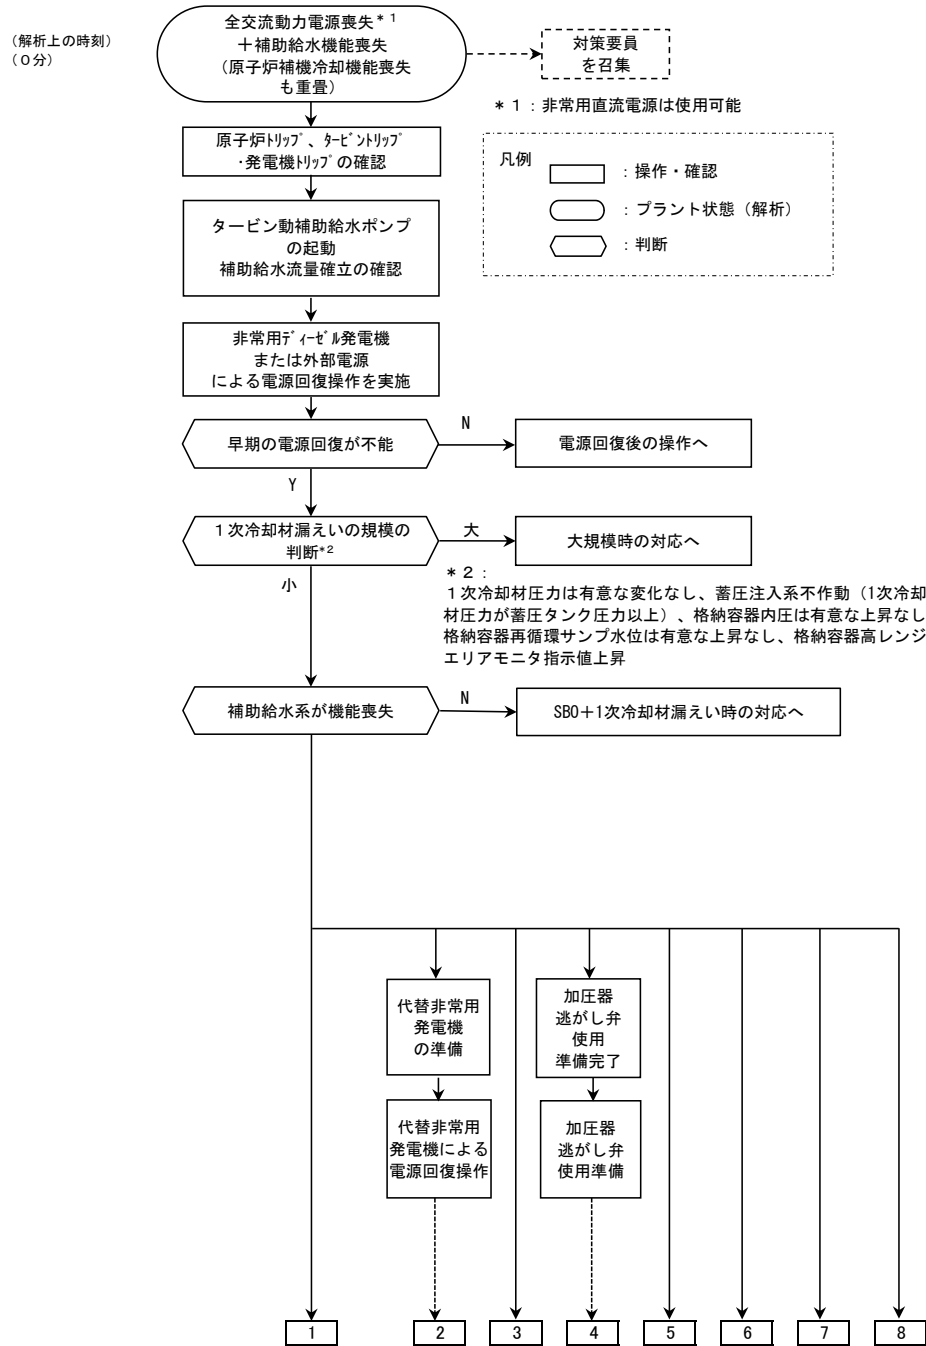 (解析上の時刻)
(0分)
全交流動力電源喪失*1
+補助給水機能喪失
(原子炉補機冷却機能喪失
も重畳)
対策要員
を召集
*1:非常用直流電源は使用可能
凡例
:操作・確認
:プラント状態(解析)
:判断
原子炉トリップ、タービントリップ
・発電機トリップの確認
タービン動補助給水ポンプ
の起動
補助給水流量確立の確認
非常用ディーゼル発電機
または外部電源
による電源回復操作を実施
早期の電源回復が不能
N
電源回復後の操作へ
Y
1次冷却材漏えいの規模の
判断*2
大
大規模時の対応へ
小
*2:
1次冷却材圧力は有意な変化なし、蓄圧注入系不作動(1次冷却
材圧力が蓄圧タンク圧力以上)、格納容器内圧は有意な上昇なし
格納容器再循環サンプ水位は有意な上昇なし、格納容器高レンジ
エリアモニタ指示値上昇
補助給水系が機能喪失
N
SBO+1次冷却材漏えい時の対応へ
代替非常用
発電機
の準備
加圧器
逃がし弁
使用
準備完了
代替非常用
発電機による
電源回復操作
加圧器
逃がし弁
使用準備
1
2
3
4
5
6
7
8